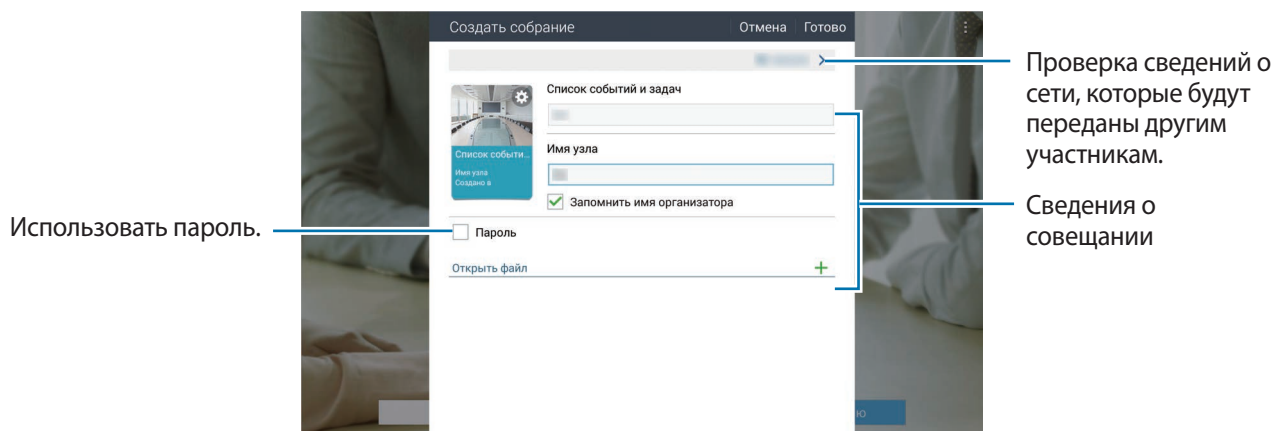 Создать собрание
Отмена
Готово
Проверка сведений о
сети, которые будут
переданы другим
участникам.
Список событий и задач
Список событи...
Имя узла
Имя узла
Создано в
Запомнить имя организатора
Сведения о
совещании
Использовать пароль.
Пароль
Открыть файл
ю